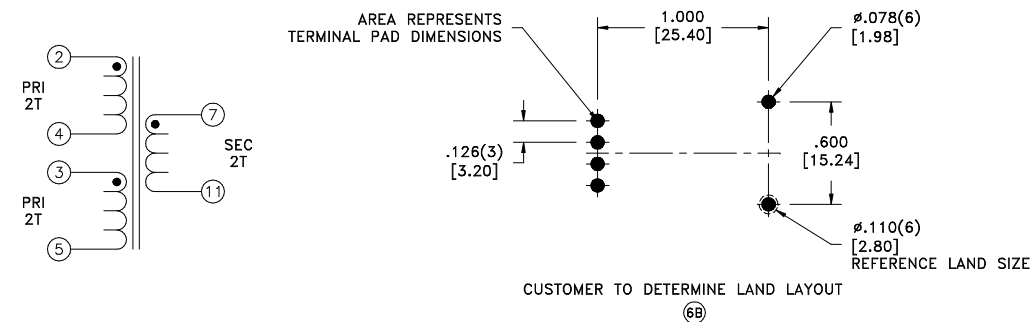 2
PRI
2T
4
3
PRI
2T
5
7
SEC
2T
11
AREA REPRESENTS
TERMINAL PAD DIMENSIONS
1.000
[25.40]
ø.078(6)
[1.98]
.126(3)
[3.20]
.600
[15.24]
ø.110(6)
[2.80]
REFERENCE LAND SIZE
CUSTOMER TO DETERMINE LAND LAYOUT
6B